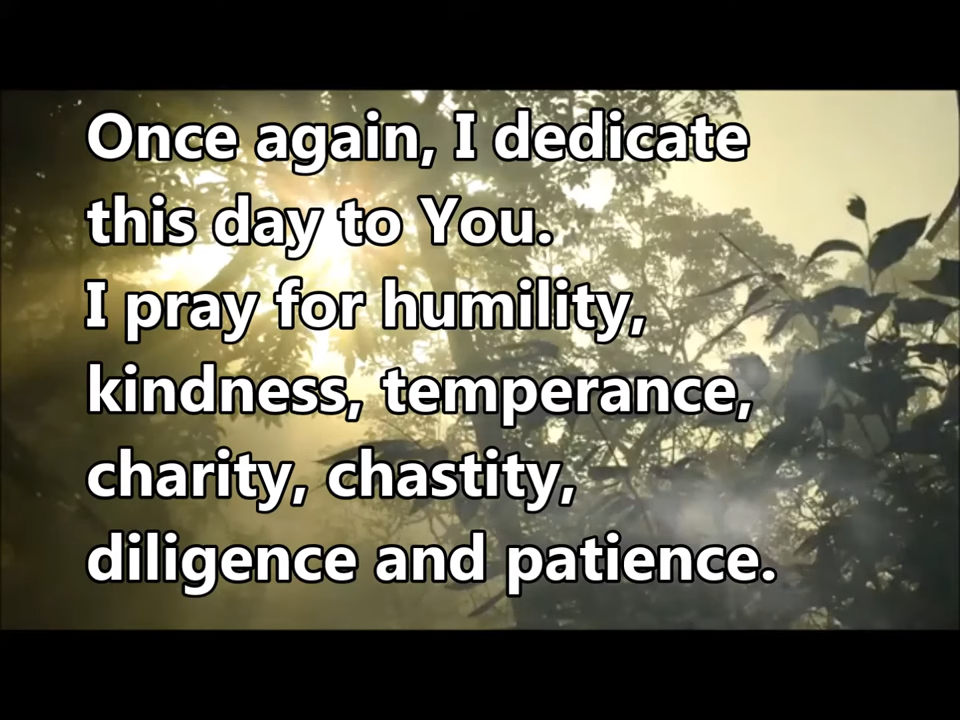 Once again, I dedicate
this day to You.
I pray for humility,
kindness, temperance,
charity, chastity,
diligence and patience.